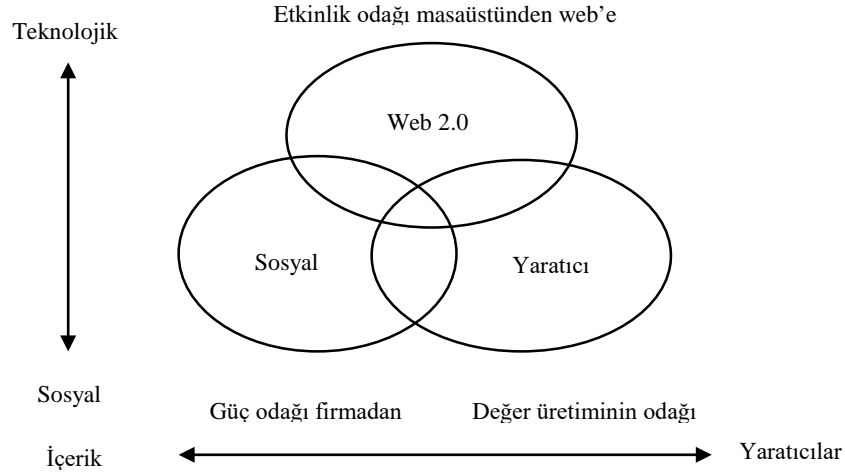 Teknolojik
Etkinlik odağı masaüstünden web’e
Web 2.0
Sosyal
Yaratıcı
Sosyal
Güç odağı firmadan
Değer üretiminin odağı
İçerik
Yaratıcılar